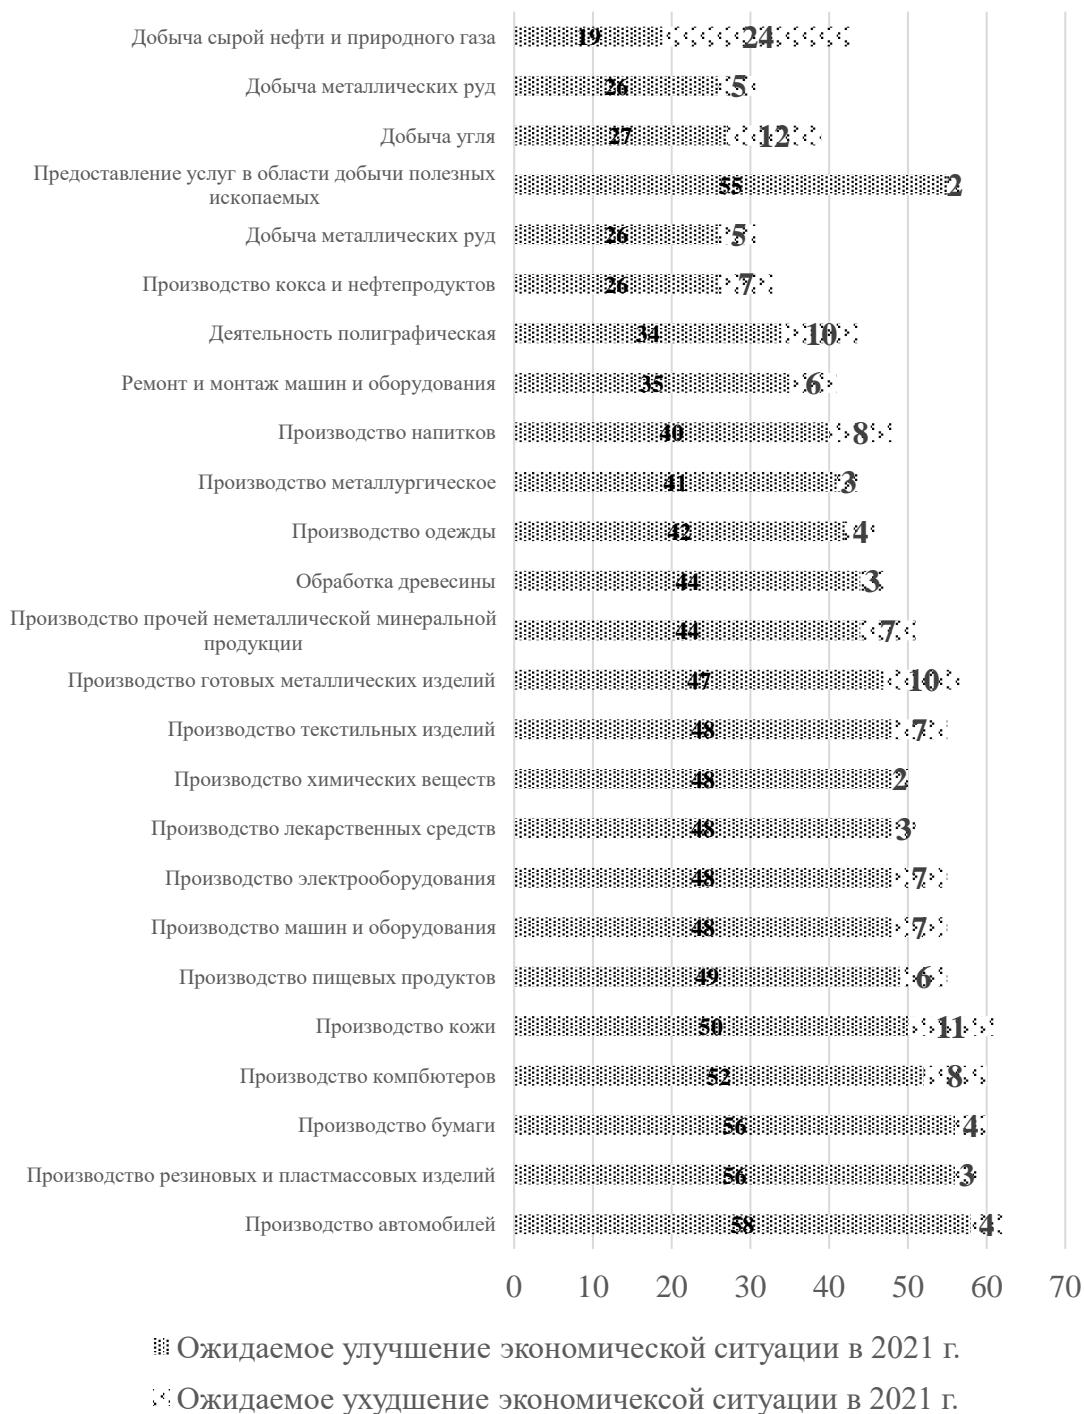 Добыча сырой нефти и природного газа 19 24
Добыча металлических руд 26 5
Добыча угля 27 12
Предоставление услуг в области добычи полезных
ископаемых 55 2
Добыча металлических руд 26 5
Производство кокса и нефтепродуктов 26 7
Деятельность полиграфическая 34 10
Ремонт и монтаж машин и оборудования 35 6
Производство напитков 40 8
Производство металлургическое 41 3
Производство одежды 42 4
Обработка древесины 44 3
Производство прочей неметаллической минеральной
продукции 44 7
Производство готовых металлических изделий 47 10
Производство текстильных изделий 48 7
Производство химических веществ 48 2
Производство лекарственных средств 48 3
Производство электрооборудования 48 7
Производство машин и оборудования 48 7
Производство пищевых продуктов 49 6
Производство кожи 50 11
Производство компбютеров 52 8
Производство бумаги 56 4
Производство резиновых и пластмассовых изделий 56 3
Производство автомобилей 58 4
0 10 20 30 40 50 60 70
Ожидаемое улучшение экономической ситуации в 2021 г.
Ожидаемое ухудшение экономичексой ситуации в 2021 г.